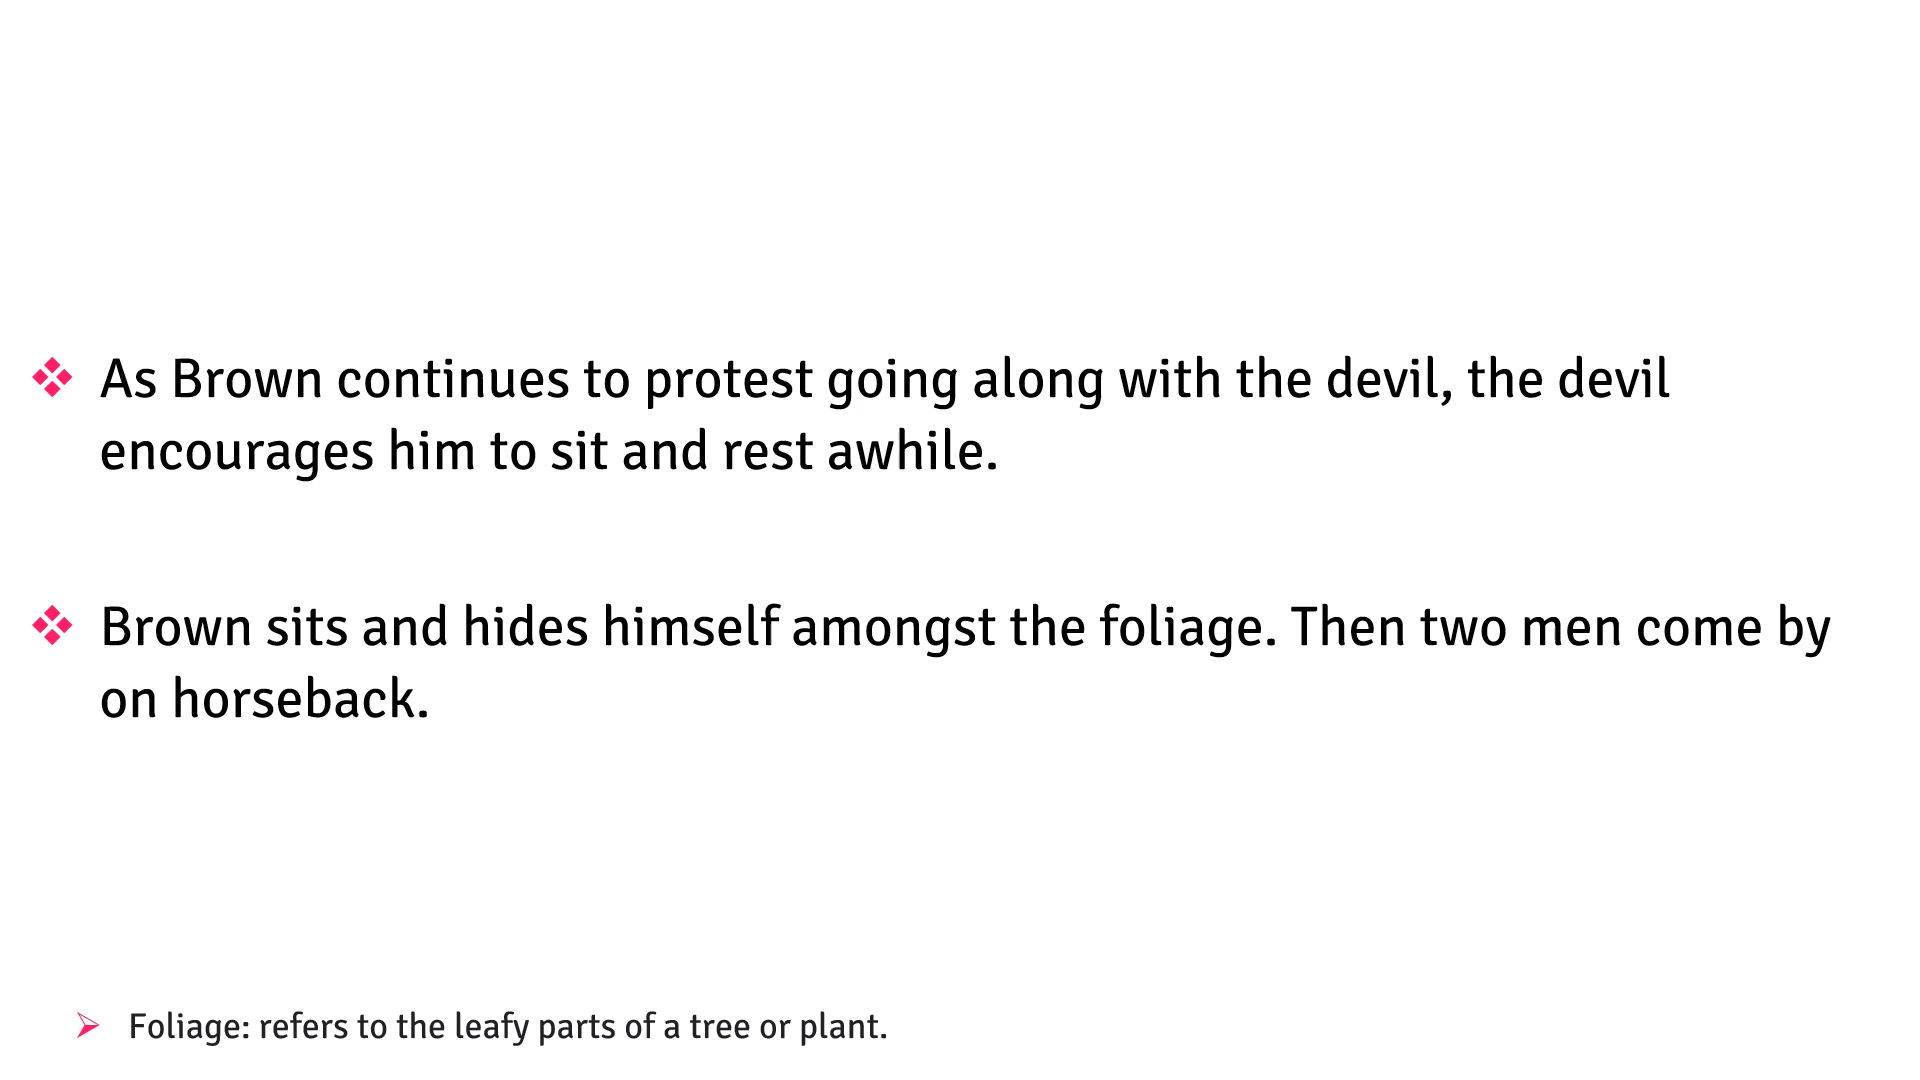 ❖ As Brown continues to protest going along with the devil, the devil
encourages him to sit and rest awhile.
❖ Brown sits and hides himself amongst the foliage. Then two men come by
on horseback.
➢ Foliage: refers to the leafy parts of a tree or plant.